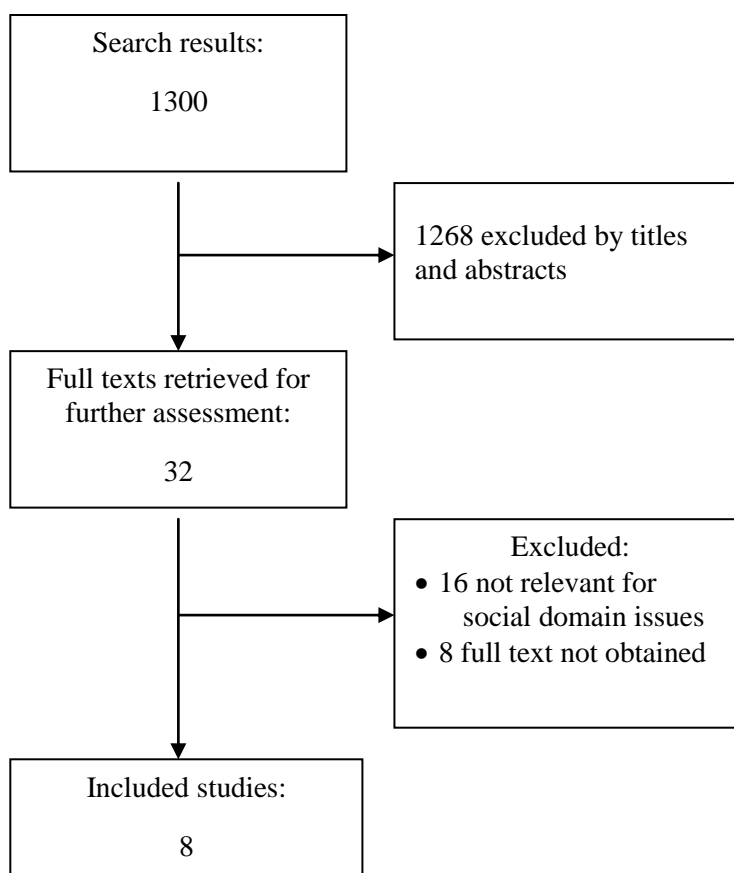 Search results:
1300
1268 excluded by titles
and abstracts
Full texts retrieved for
further assessment:
32
Excluded:
• 16 not relevant for
social domain issues
• 8 full text not obtained
Included studies:
8